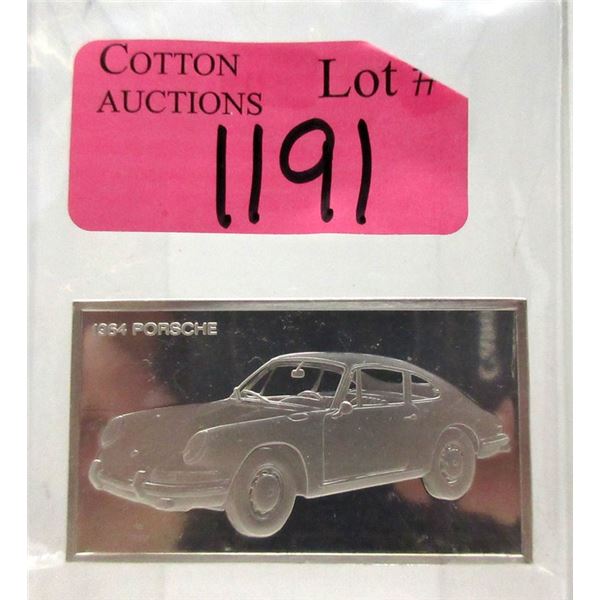 COTTON
AUCTIONS
Lot #
1191
1964 PORSCHE